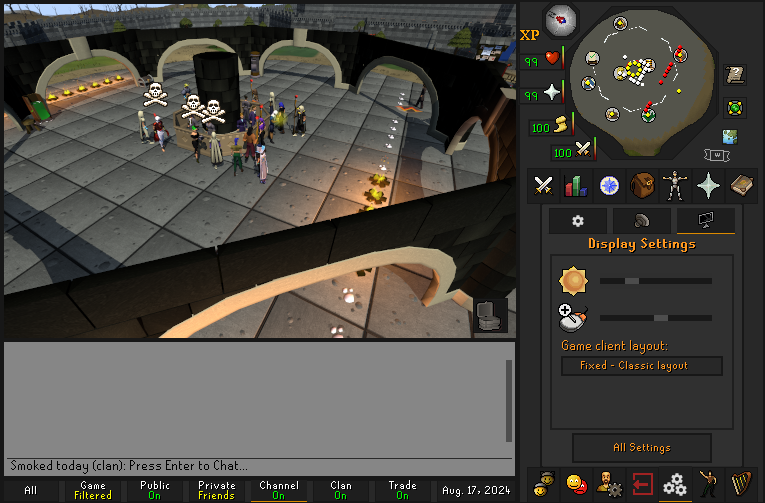 XP
99
99
100
100
W
Display Settings
Game client layout:
Fixed - Classic layout
All Settings
Smoked today (clan): Press Enter to Chat...
All
Game
Filtered
Public
On
Private
Friends
Channel
On
Clan
On
Trade
On
Aug. 17, 2024